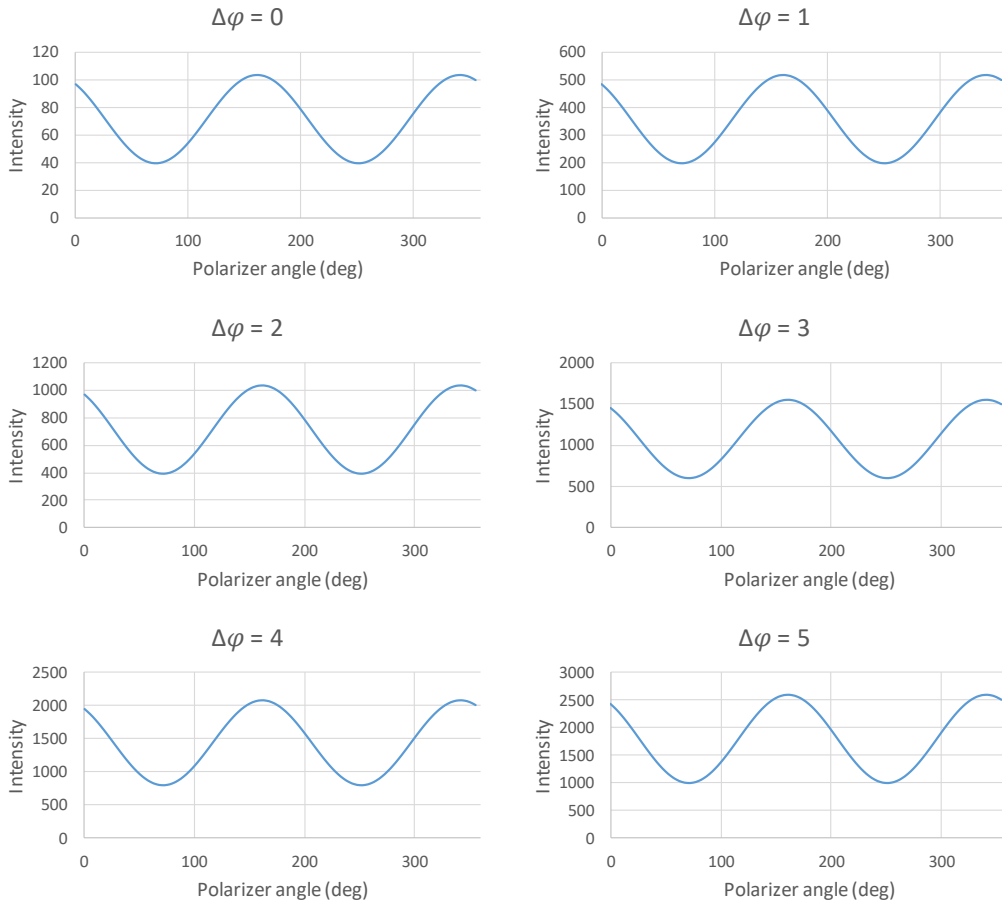 Δφ = 0
120
100
80
60
40
20
0
Intensity
0 100 200 300
Polarizer angle (deg)
Δφ = 1
600
500
400
300
200
100
0
Intensity
0 100 200 300
Polarizer angle (deg)
Δφ = 2
1200
1000
800
600
400
200
0
Intensity
0 100 200 300
Polarizer angle (deg)
Δφ = 3
2000
1500
1000
500
0
Intensity
0 100 200 300
Polarizer angle (deg)
Δφ = 4
2500
2000
1500
1000
500
0
Intensity
0 100 200 300
Polarizer angle (deg)
Δφ = 5
3000
2500
2000
1500
1000
500
0
Intensity
0 100 200 300
Polarizer angle (deg)